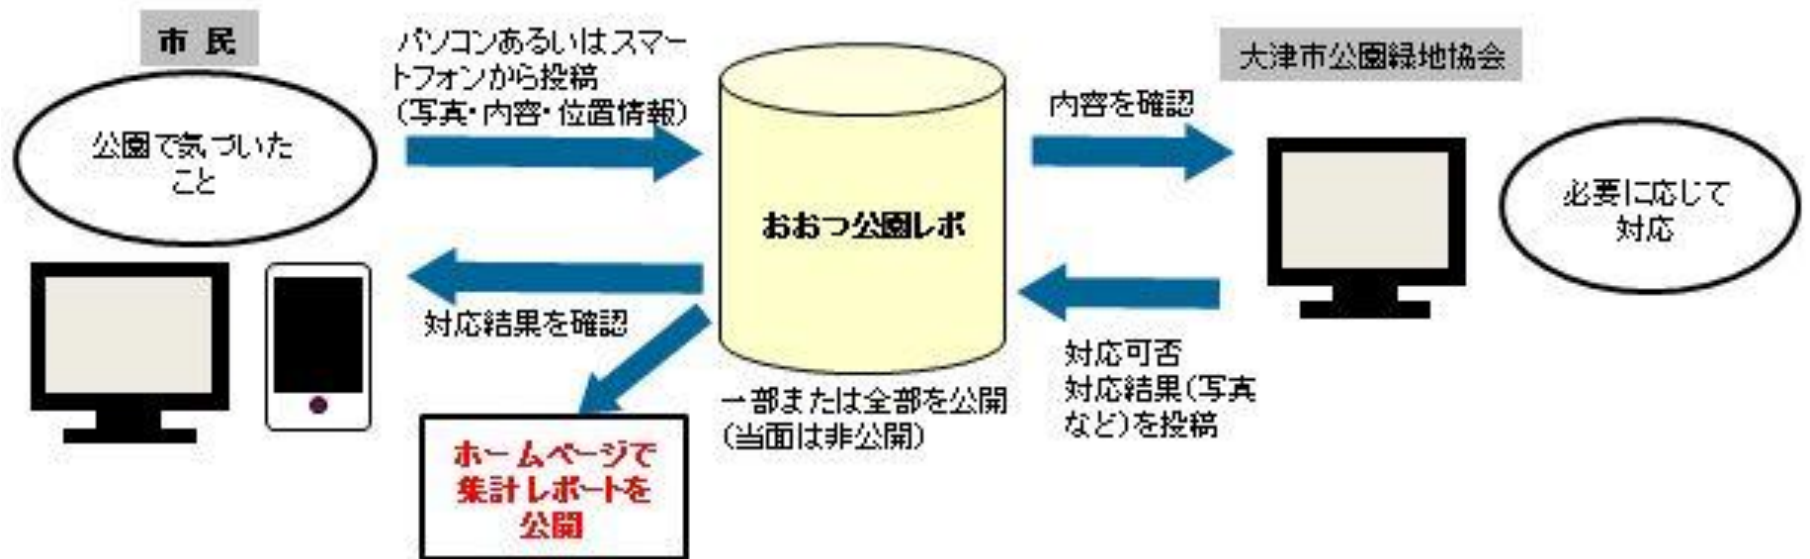 市 民
公園で気づいた
こと
パソコンあるいはスマー
トフォンから投稿
(写真・内容・位置情報)
おおつ公園レポ
内容を確認
大津市公園緑地協会
必要に応じて
対応
対応結果を確認
一部または全部を公開
(当面は非公開)
対応可否
対応結果(写真
など)を投稿
ホームページで
集計レポートを
公開